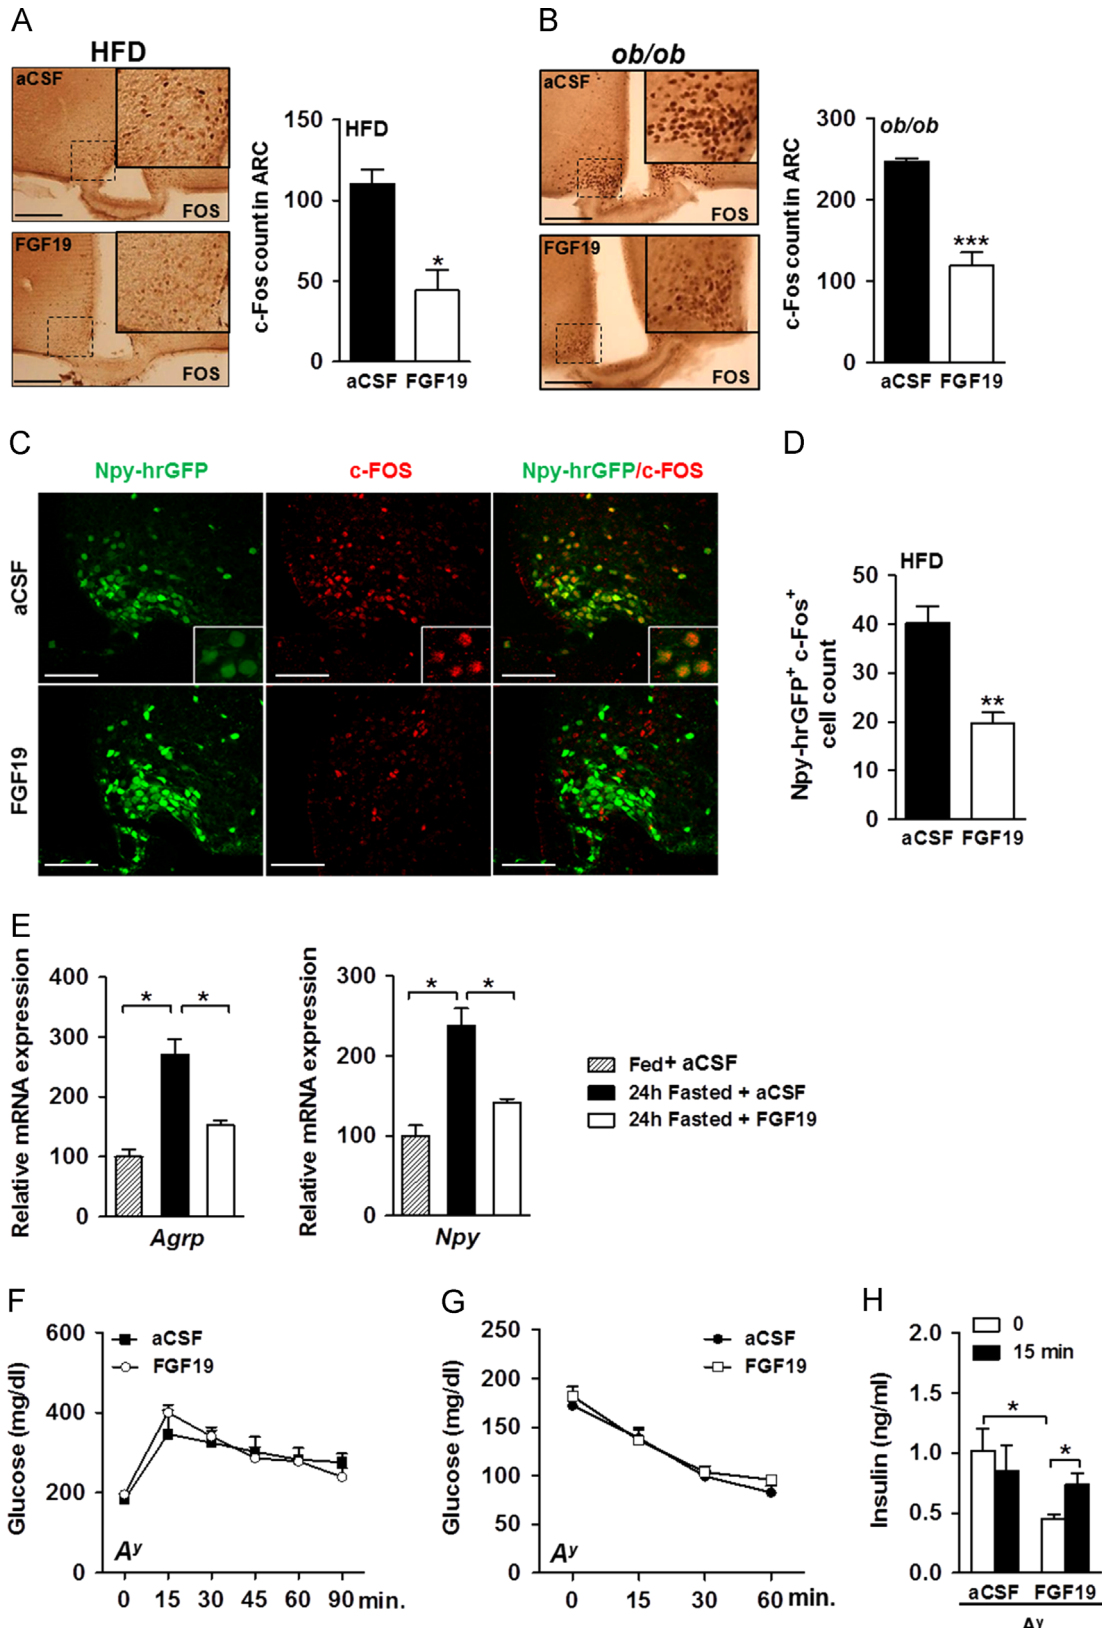 A
HFD
aCSF
FOS
FGF19
FOS
c-Fos count in ARC
150
100
50
0
HFD
*
aCSF FGF19
B
ob/ob
aCSF
FOS
FGF19
FOS
c-Fos count in ARC
300
200
100
0
ob/ob
***
aCSF FGF19
C
Npy-hrGFP
c-FOS
Npy-hrGFP/c-FOS
aCSF
FGF19
D
Npy-hrGFP+ c-Fos+
cell count
HFD
50
40
30
20
10
0
**
aCSF FGF19
E
Relative mRNA expression
400
300
200
100
0
* *
Agrp
Relative mRNA expression
300
200
100
0
* *
Npy
Fed+ aCSF
24h Fasted + aCSF
24h Fasted + FGF19
F
Glucose (mg/dl)
600
400
200
0
aCSF
FGF19
Ay
0 15 30 45 60 90 min.
G
Glucose (mg/dl)
250
200
150
100
50
0
aCSF
FGF19
Ay
0 15 30 60 min.
H
Insulin (ng/ml)
2.0
1.5
1.0
0.5
0.0
0
15 min
*
*
aCSF FGF19
Ay